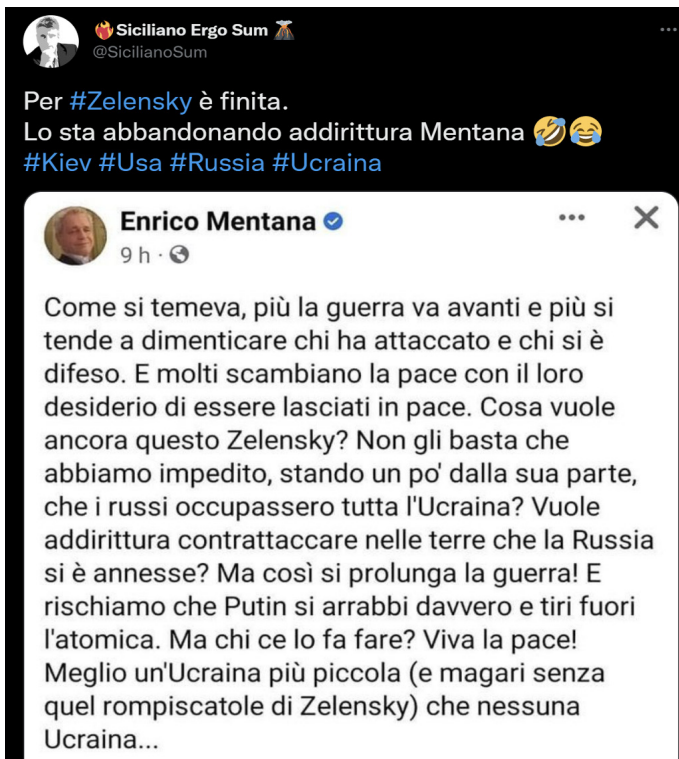 ❤️‍🔥Siciliano Ergo Sum 🌋
@SicilianoSum
Per #Zelensky è finita.
Lo sta abbandonando addirittura Mentana 🤣😂
#Kiev #Usa #Russia #Ucraina
Enrico Mentana
9 h ·
Come si temeva, più la guerra va avanti e più si
tende a dimenticare chi ha attaccato e chi si è
difeso. E molti scambiano la pace con il loro
desiderio di essere lasciati in pace. Cosa vuole
ancora questo Zelensky? Non gli basta che
abbiamo impedito, stando un po' dalla sua parte,
che i russi occupassero tutta l'Ucraina? Vuole
addirittura contrattaccare nelle terre che la Russia
si è annesse? Ma così si prolunga la guerra! E
rischiamo che Putin si arrabbi davvero e tiri fuori
l'atomica. Ma chi ce lo fa fare? Viva la pace!
Meglio un'Ucraina più piccola (e magari senza
quel rompiscatole di Zelensky) che nessuna
Ucraina...